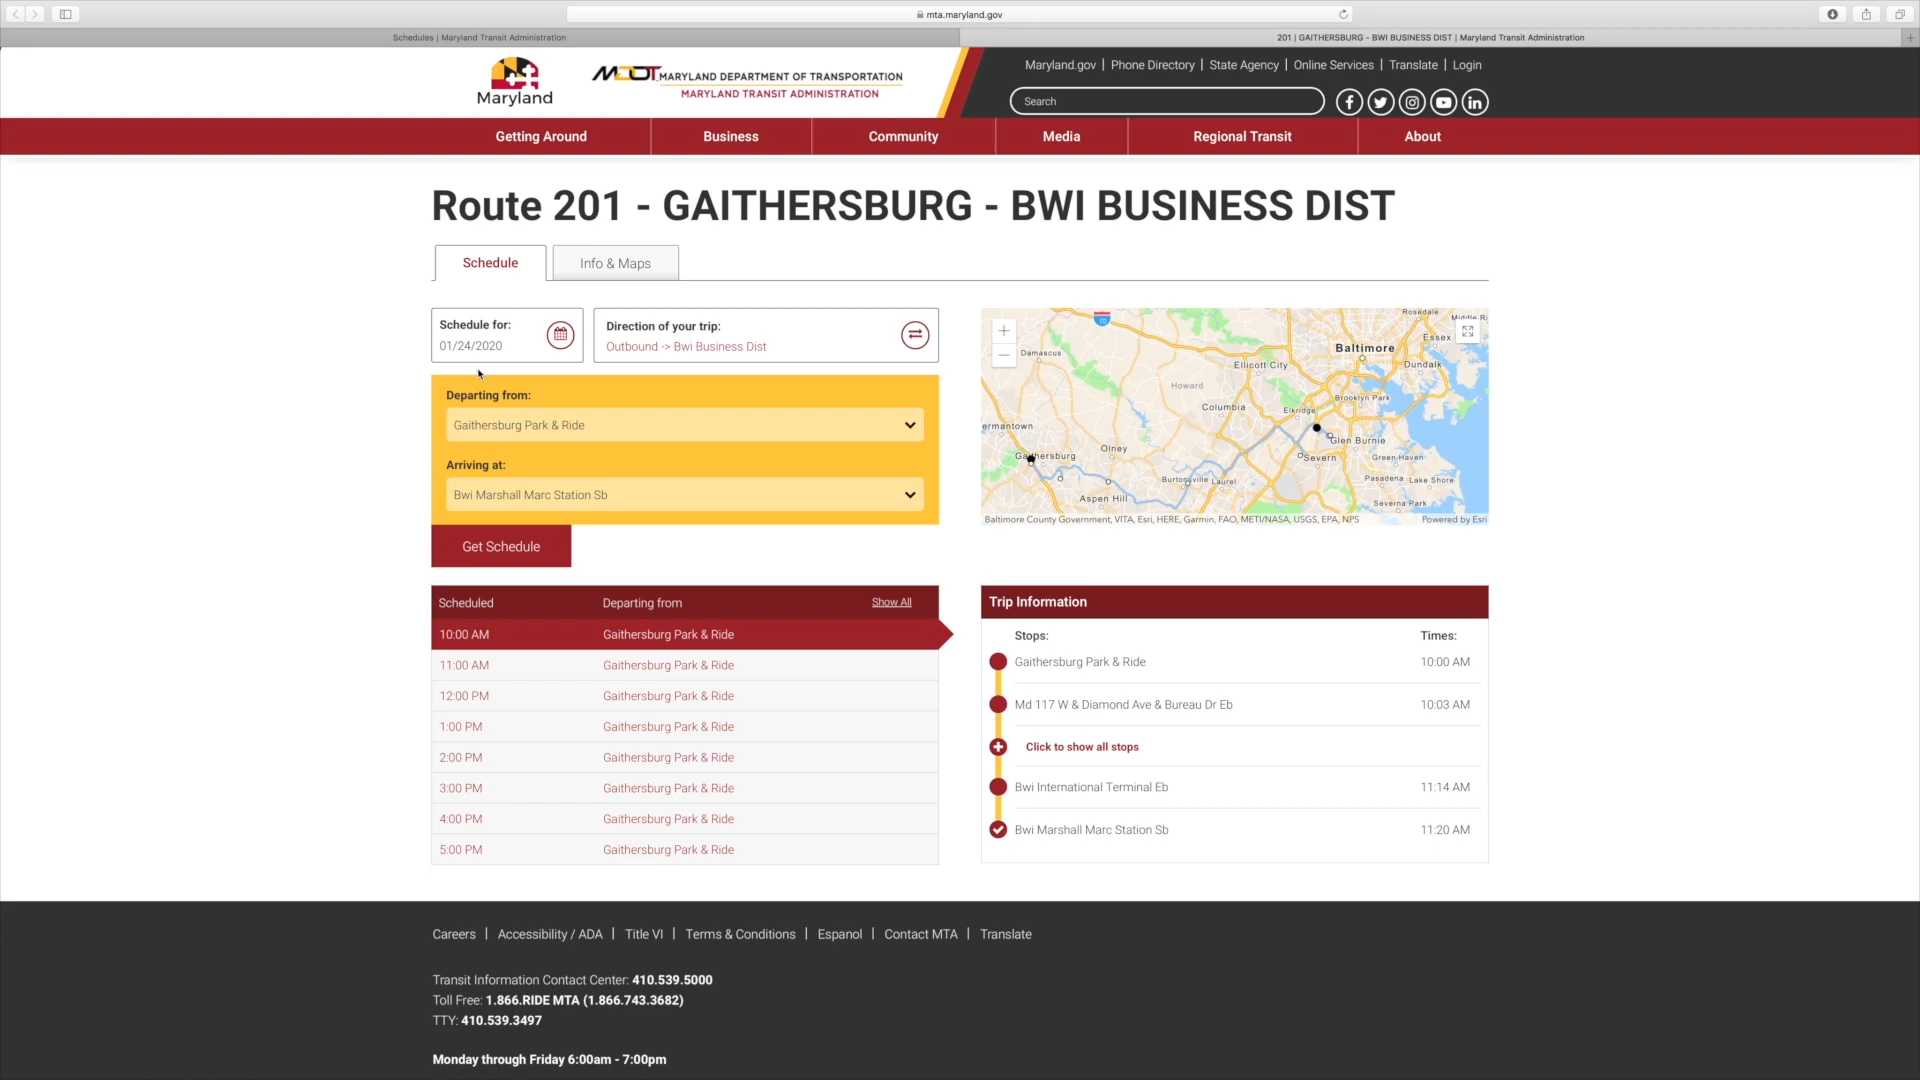 mta.maryland.gov
Schedules | Maryland Transit Administration
201 | GAITHERSBURG - BWI BUSINESS DIST | Maryland Transit Administration
Maryland
MDOT MARYLAND DEPARTMENT OF TRANSPORTATION
MARYLAND TRANSIT ADMINISTRATION
Maryland.gov | Phone Directory | State Agency | Online Services | Translate | Login
Search
Getting Around
Business
Community
Media
Regional Transit
About
Route 201 - GAITHERSBURG - BWI BUSINESS DIST
Schedule
Info & Maps
Schedule for:
01/24/2020
Direction of your trip:
Outbound -> Bwi Business Dist
Departing from:
Gaithersburg Park & Ride
Arriving at:
Bwi Marshall Marc Station Sb
Get Schedule
Rosedale
70
Essex
Baltimore
Damascus
Ellicott City
Dundalk
Howard
Brooklyn Park
Columbia
Elkridge
ermantown
Glen Burnie
Olney
Gaithersburg
Severn
Green Haven
Burtonsville
Laurel
Pasadena
Lake Shore
Aspen Hill
Severna Park
Baltimore County Government, VITA, Esri, HERE, Garmin, FAO, METI/NASA, USGS, EPA, NPS
Powered by Esri
Scheduled Departing from Show All
10:00 AM Gaithersburg Park & Ride
11:00 AM Gaithersburg Park & Ride
12:00 PM Gaithersburg Park & Ride
1:00 PM Gaithersburg Park & Ride
2:00 PM Gaithersburg Park & Ride
3:00 PM Gaithersburg Park & Ride
4:00 PM Gaithersburg Park & Ride
5:00 PM Gaithersburg Park & Ride
Trip Information
Stops: Times:
Gaithersburg Park & Ride 10:00 AM
Md 117 W & Diamond Ave & Bureau Dr Eb 10:03 AM
Click to show all stops
Bwi International Terminal Eb 11:14 AM
Bwi Marshall Marc Station Sb 11:20 AM
Careers | Accessibility / ADA | Title VI | Terms & Conditions | Espanol | Contact MTA | Translate
Transit Information Contact Center: 410.539.5000
Toll Free: 1.866.RIDE MTA (1.866.743.3682)
TTY: 410.539.3497
Monday through Friday 6:00am - 7:00pm